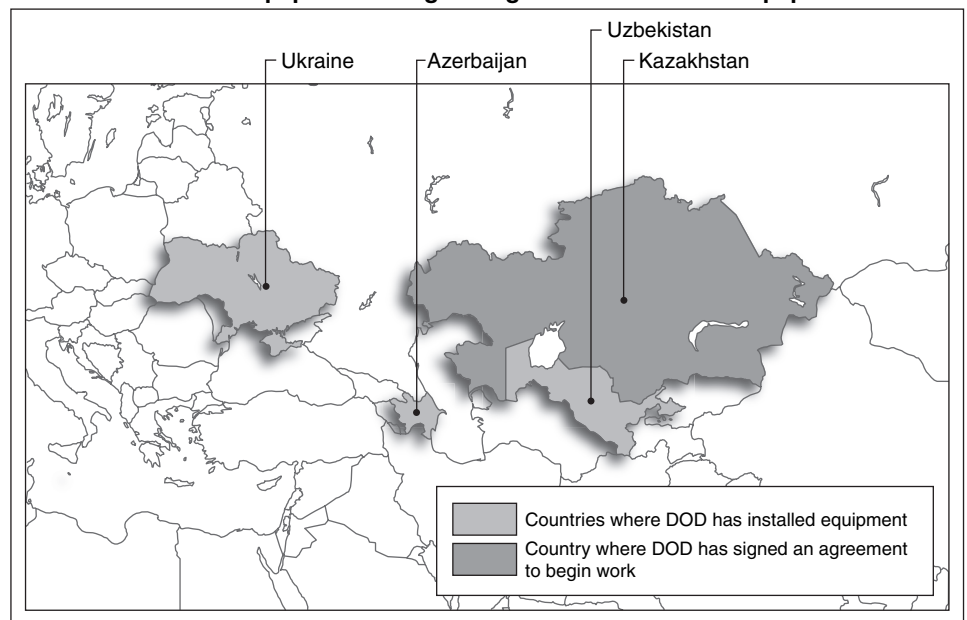 Uzbekistan
Ukraine
Azerbaijan
Kazakhstan
Countries where DOD has installed equipment
Country where DOD has signed an agreement
to begin work